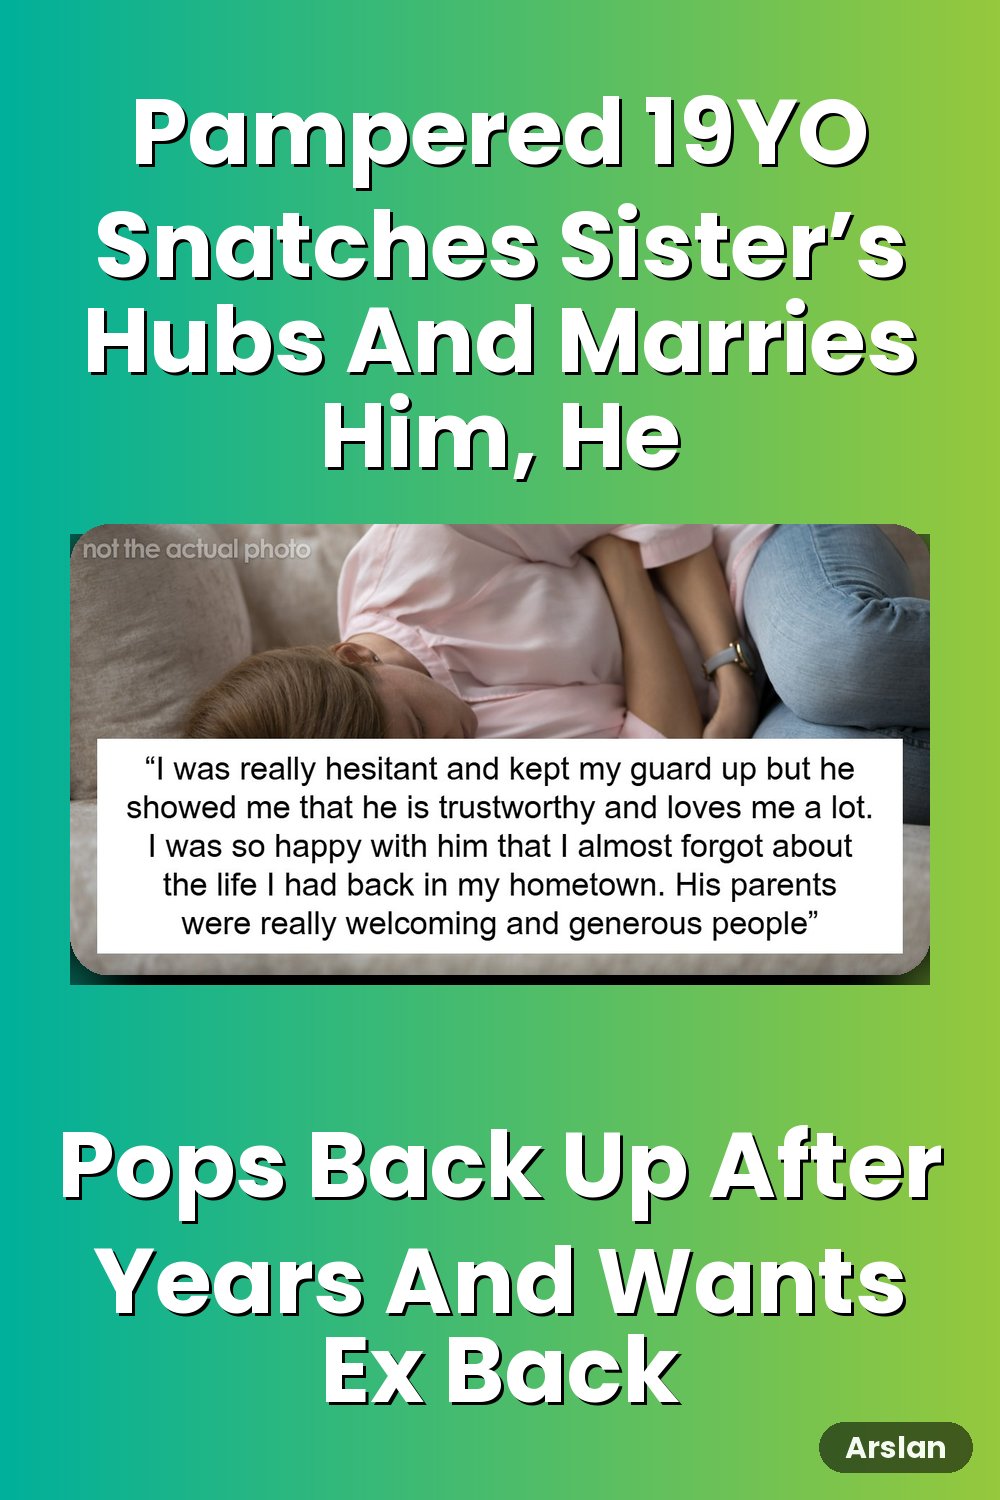 Pampered 19YO
Snatches Sister’s
Hubs And Marries
Him, He
not the actual photo
“I was really hesitant and kept my guard up but he
showed me that he is trustworthy and loves me a lot.
I was so happy with him that I almost forgot about
the life I had back in my hometown. His parents
were really welcoming and generous people”
Pops Back Up After
Years And Wants
Ex Back
Arslan